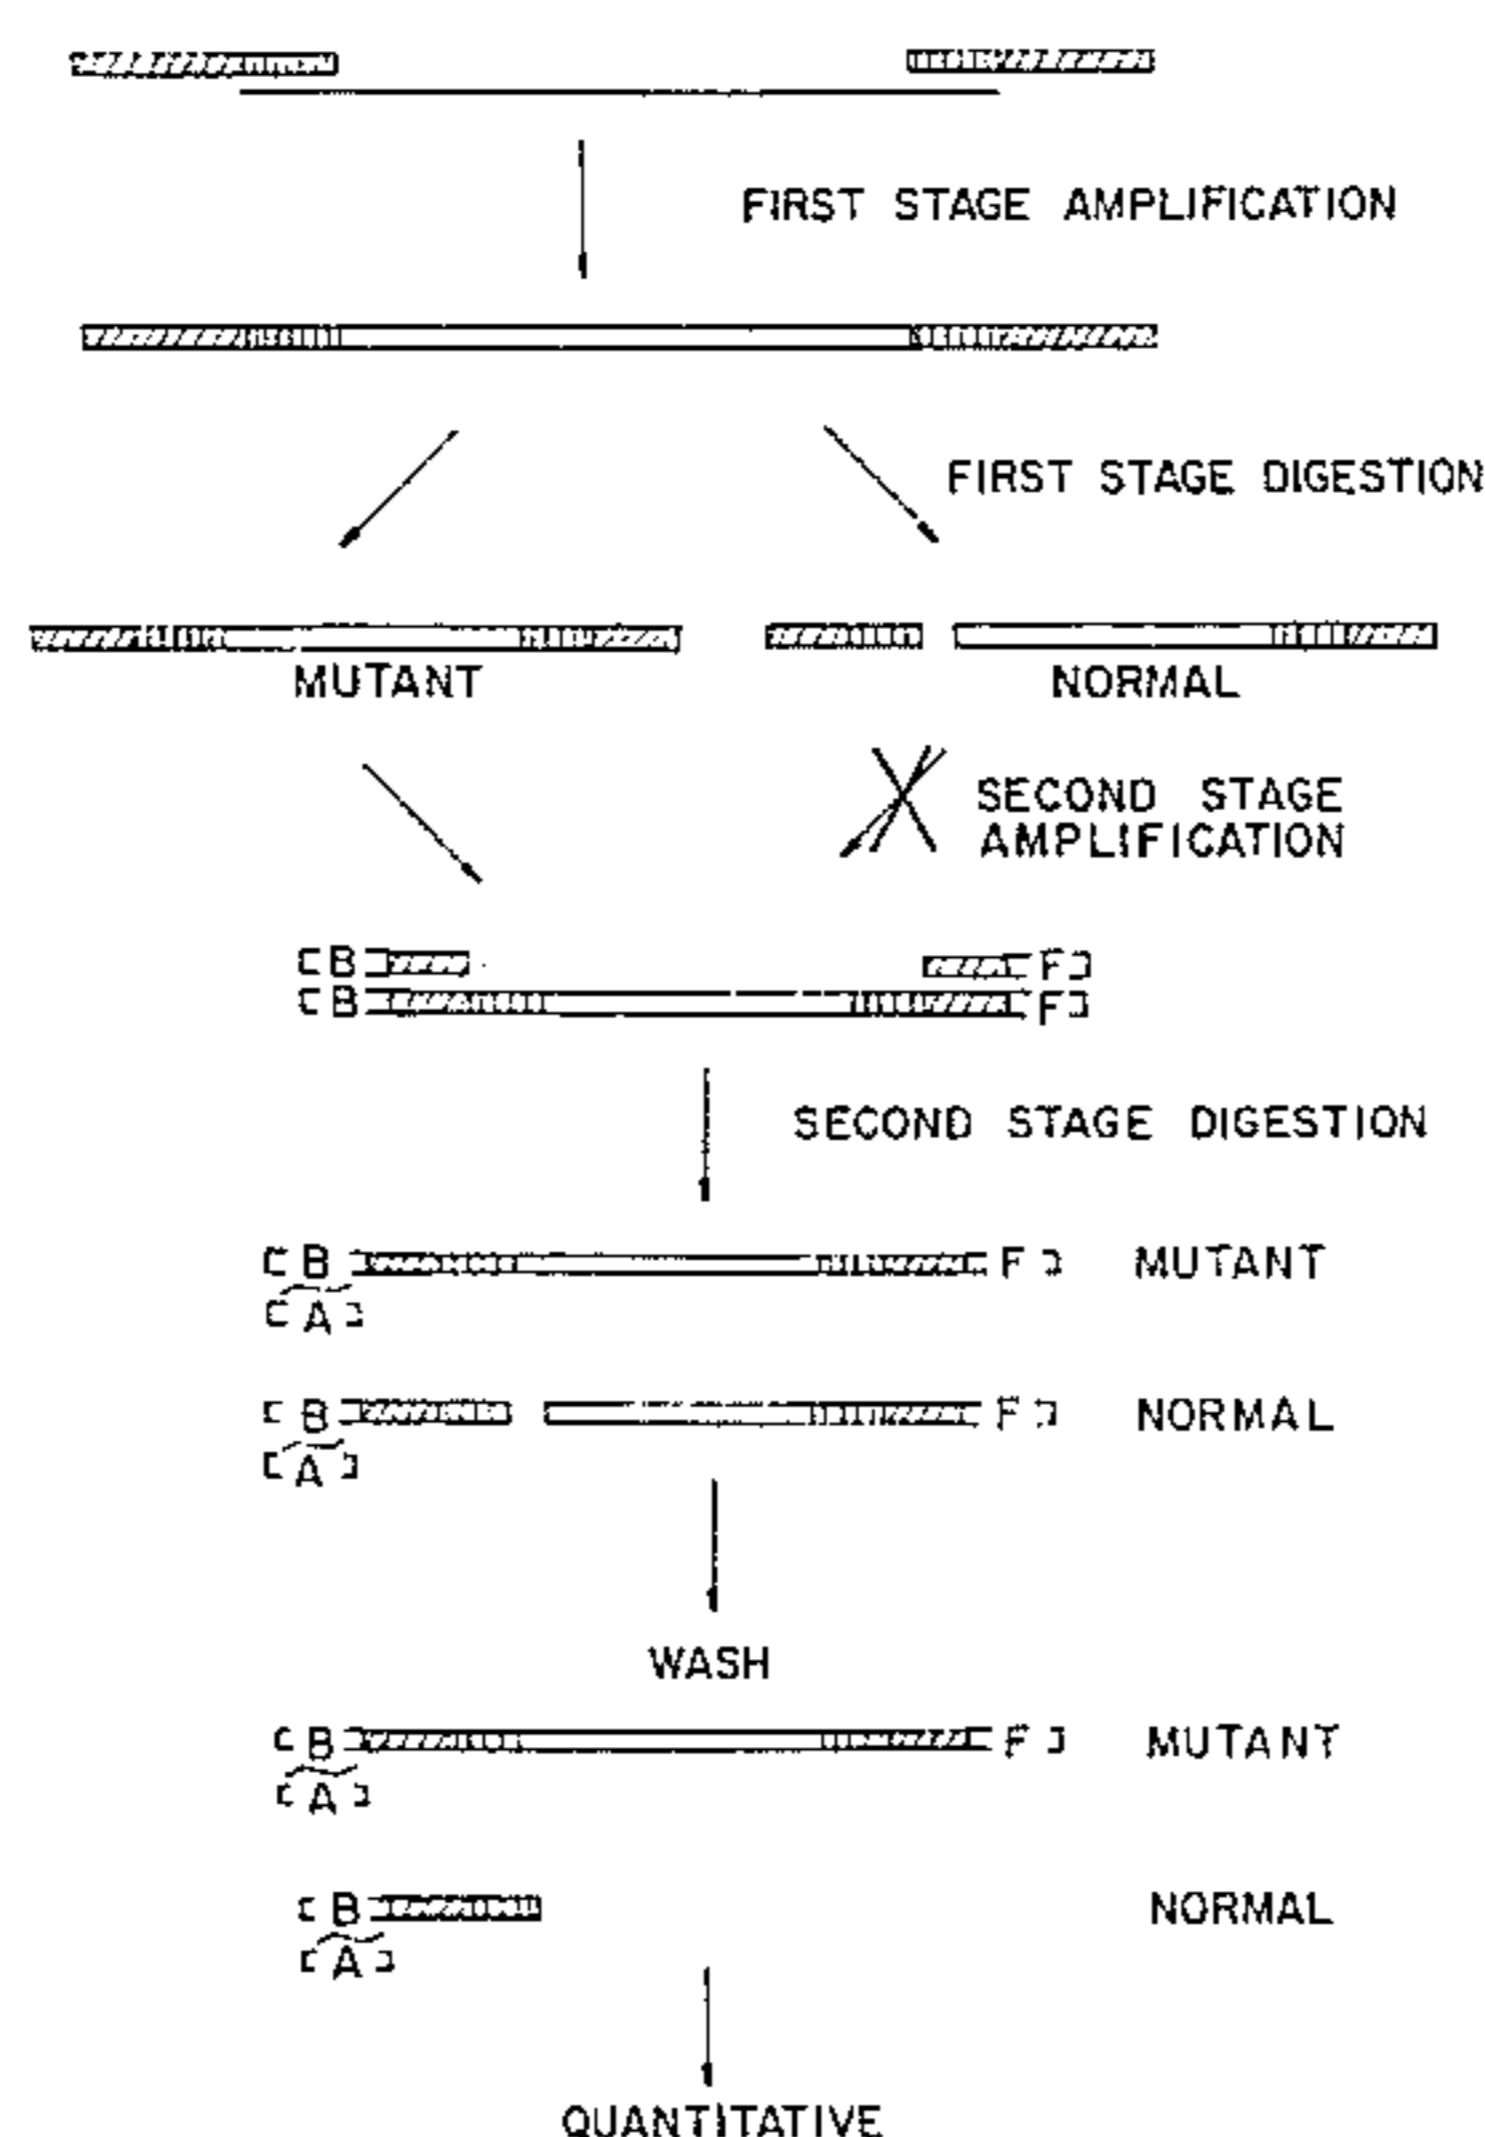 FIRST STAGE AMPLIFICATION
FIRST STAGE DIGESTION
MUTANT
NORMAL
SECOND STAGE
AMPLIFICATION
[B] [F]
[B] [F]
SECOND STAGE DIGESTION
[B] [F] MUTANT
[A]
[B] [F] NORMAL
[A]
WASH
[B] [F] MUTANT
[A]
[B] NORMAL
[A]
QUANTITATIVE